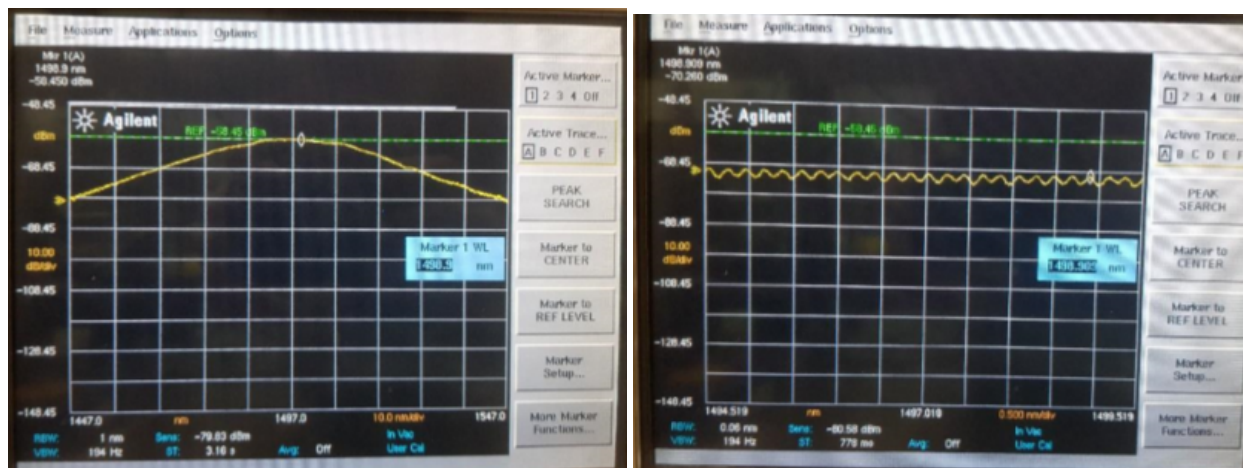 File Measure Applications Options
Mkr 1(A)
1498.9 nm
-58.450 dBm
-48.45
dBm
-68.45
-88.45
10.00
dB/div
-108.45
-128.45
-148.45
Agilent
REF -58.45 dBm
Marker 1 WL
1498.9 nm
1447.0 nm 1497.0 10.0 nm/div 1547.0
RBW: 1 nm Sens: -79.83 dBm In Vac
VBW: 194 Hz ST: 3.16 s Avg: Off User Cal
Active Marker...
1 2 3 4 Off
Active Trace...
A B C D E F
PEAK
SEARCH
Marker to
CENTER
Marker to
REF LEVEL
Marker
Setup...
More Marker
Functions...
File Measure Applications Options
Mkr 1(A)
1498.909 nm
-70.260 dBm
-48.45
dBm
-68.45
-88.45
10.00
dB/div
-108.45
-128.45
-148.45
Agilent
REF -58.45 dBm
Marker 1 WL
1498.909 nm
1494.519 nm 1497.019 0.500 nm/div 1499.519
RBW: 0.06 nm Sens: -80.58 dBm In Vac
VBW: 194 Hz ST: 778 ms Avg: Off User Cal
Active Marker
1 2 3 4 Off
Active Trace...
A B C D E F
PEAK
SEARCH
Marker to
CENTER
Marker to
REF LEVEL
Marker
Setup...
More Marker
Functions...